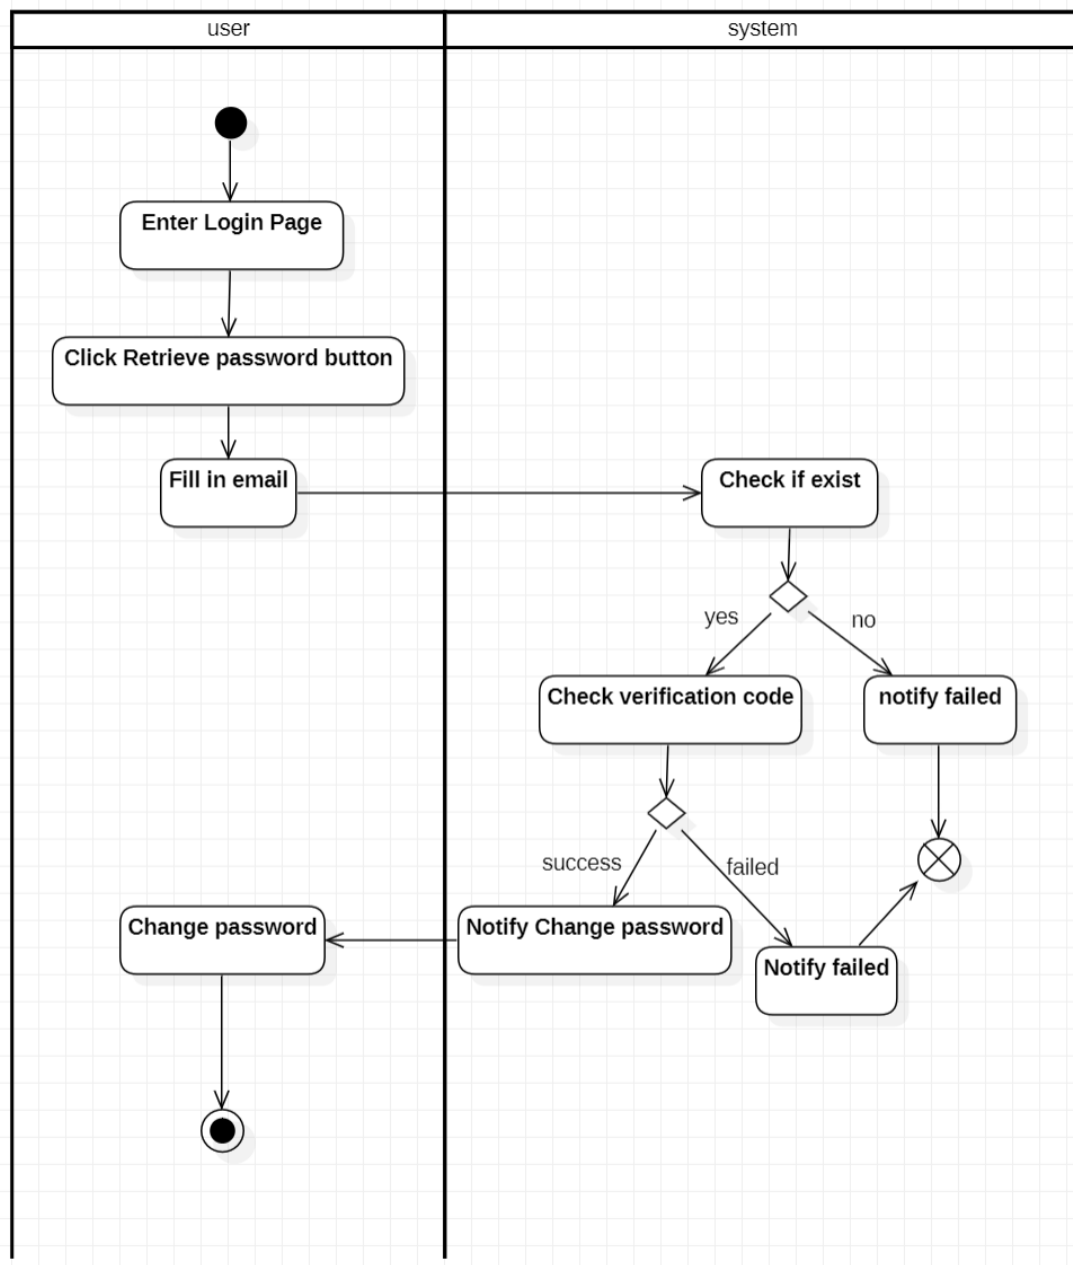 user
system
Enter Login Page
Click Retrieve password button
Fill in email
Check if exist
yes
no
Check verification code
notify failed
success
failed
Change password
Notify Change password
Notify failed